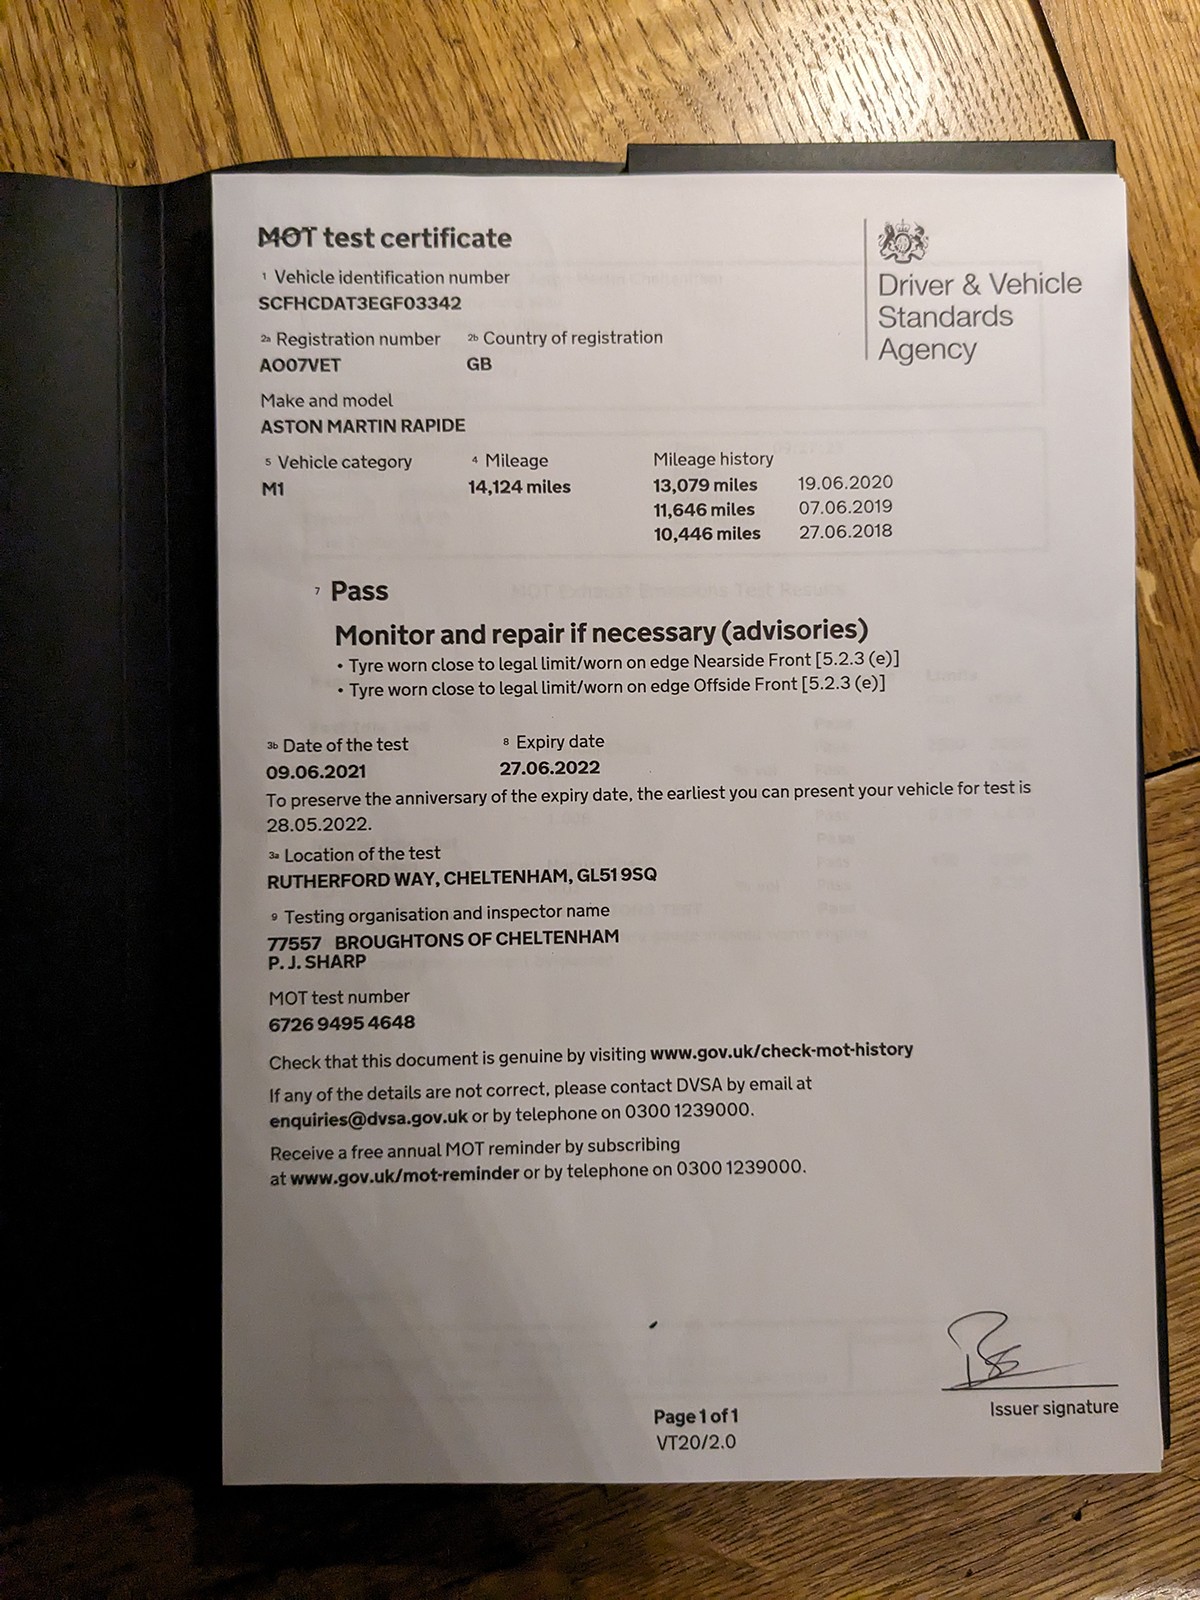 MOT test certificate
1 Vehicle identification number
SCFHCDAT3EGF03342
Driver & Vehicle
Standards
Agency
2a Registration number 2b Country of registration
AO07VET GB
Make and model
ASTON MARTIN RAPIDE
5 Vehicle category 4 Mileage Mileage history
M1 14,124 miles 13,079 miles 19.06.2020
11,646 miles 07.06.2019
10,446 miles 27.06.2018
7 Pass
Monitor and repair if necessary (advisories)
• Tyre worn close to legal limit/worn on edge Nearside Front [5.2.3 (e)]
• Tyre worn close to legal limit/worn on edge Offside Front [5.2.3 (e)]
3b Date of the test 8 Expiry date
09.06.2021 27.06.2022
To preserve the anniversary of the expiry date, the earliest you can present your vehicle for test is
28.05.2022.
3a Location of the test
RUTHERFORD WAY, CHELTENHAM, GL51 9SQ
9 Testing organisation and inspector name
77557 BROUGHTONS OF CHELTENHAM
P. J. SHARP
MOT test number
6726 9495 4648
Check that this document is genuine by visiting www.gov.uk/check-mot-history
If any of the details are not correct, please contact DVSA by email at
enquiries@dvsa.gov.uk or by telephone on 0300 1239000.
Receive a free annual MOT reminder by subscribing
at www.gov.uk/mot-reminder or by telephone on 0300 1239000.
Issuer signature
Page 1 of 1
VT20/2.0